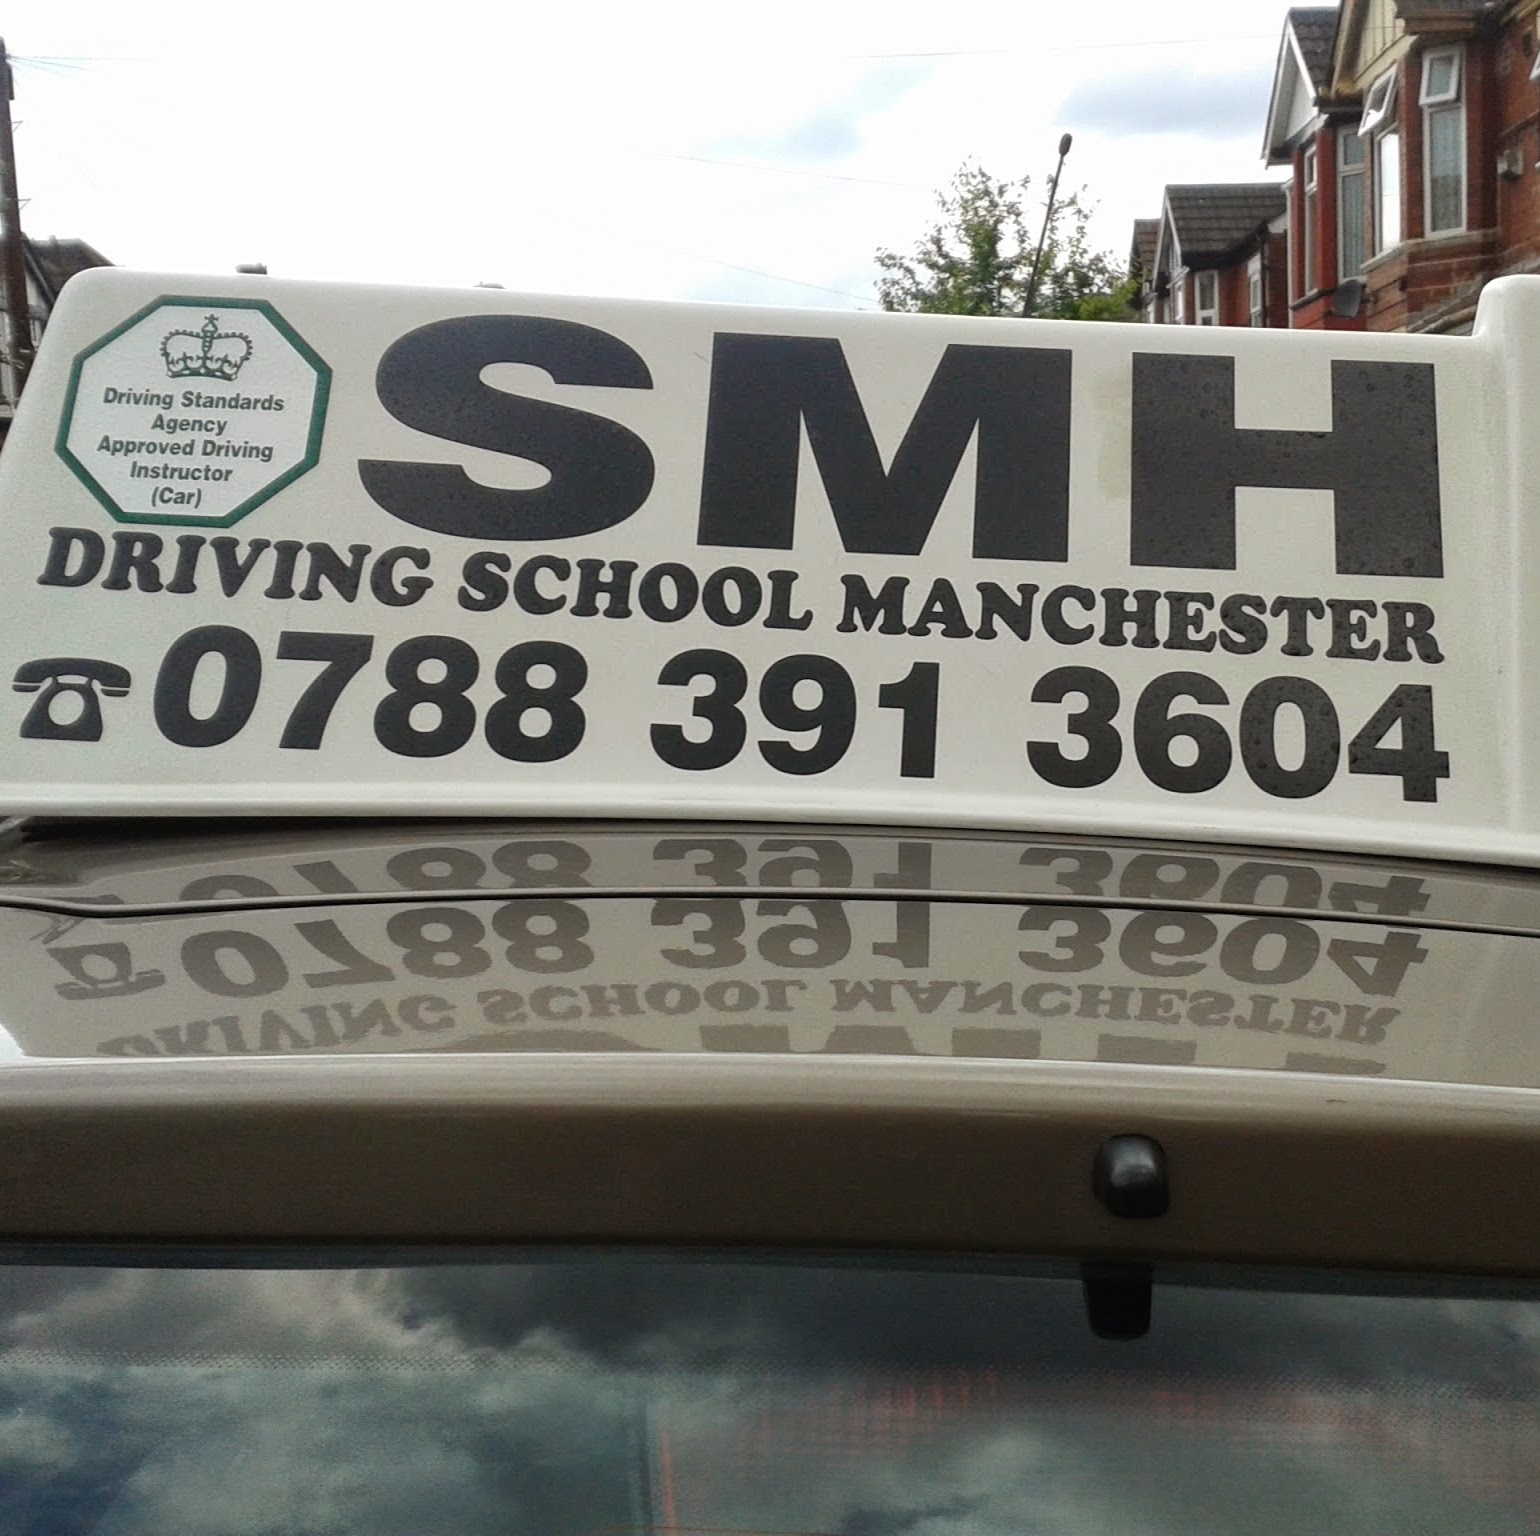 Driving Standards
Agency
Approved Driving
Instructor
(Car)
SMH
DRIVING SCHOOL MANCHESTER
☎0788 391 3604